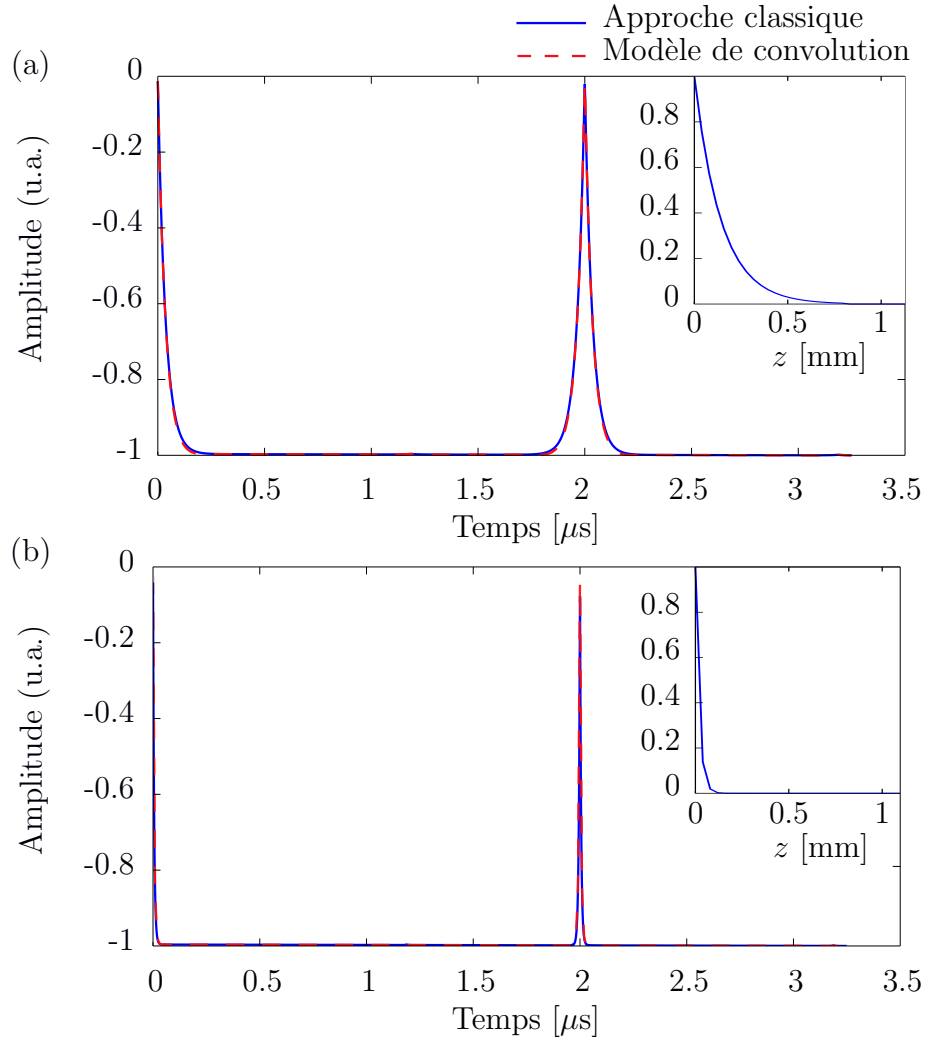 Approche classique
Modèle de convolution
(a)
0
-0.2
-0.4
-0.6
-0.8
-1
Amplitude (u.a.)
0 0.5 1 1.5 2 2.5 3 3.5
Temps [μs]
0.8
0.6
0.4
0.2
0
0 0.5 1
z [mm]
(b)
0
-0.2
-0.4
-0.6
-0.8
-1
Amplitude (u.a.)
0 0.5 1 1.5 2 2.5 3 3.5
Temps [μs]
0.8
0.6
0.4
0.2
0
0 0.5 1
z [mm]